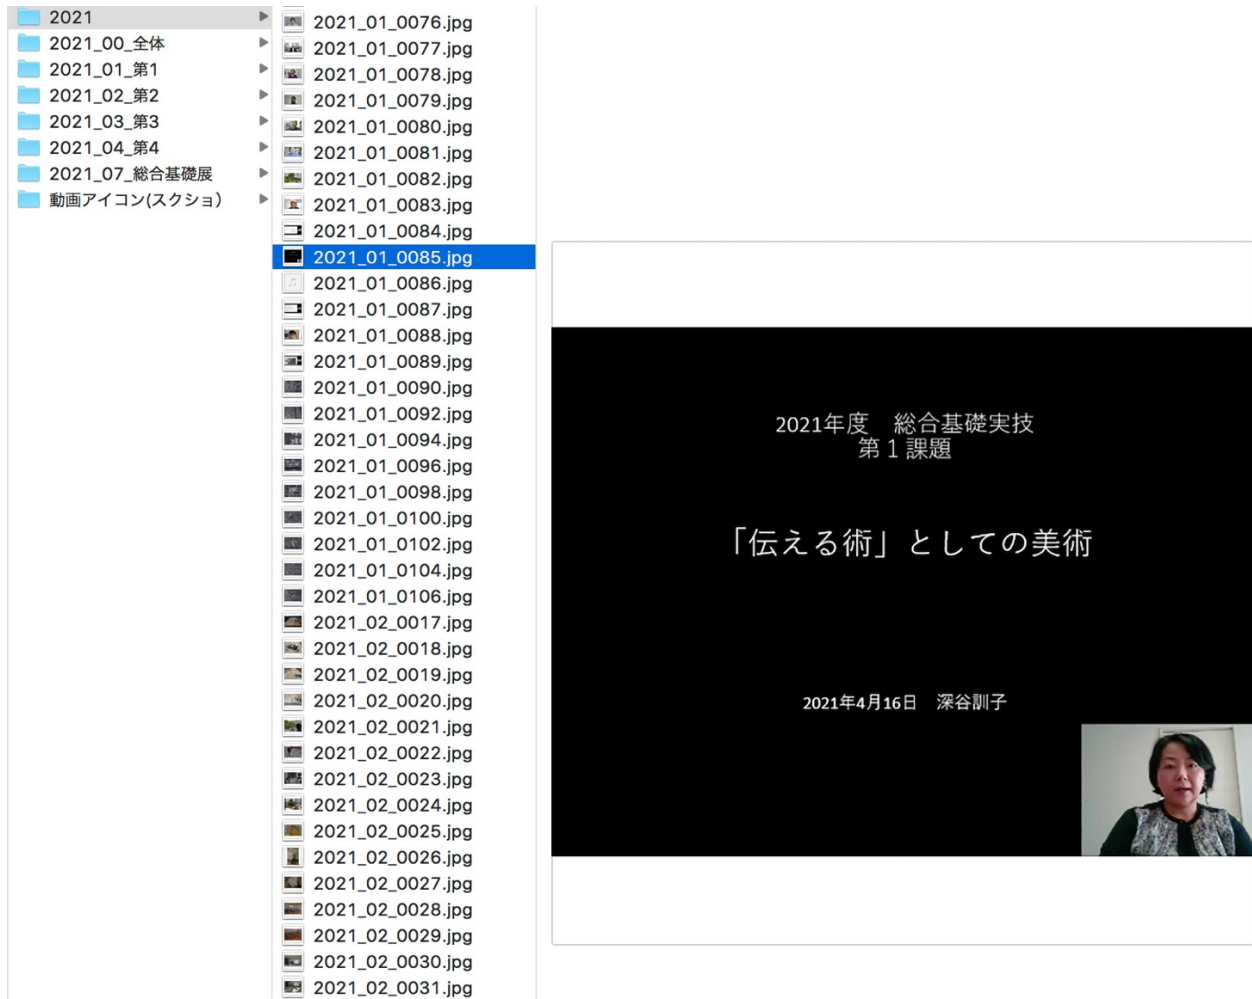 2021
2021_00_全体
2021_01_第1
2021_02_第2
2021_03_第3
2021_04_第4
2021_07_総合基礎展
動画アイコン(スクショ）
2021_01_0076.jpg
2021_01_0077.jpg
2021_01_0078.jpg
2021_01_0079.jpg
2021_01_0080.jpg
2021_01_0081.jpg
2021_01_0082.jpg
2021_01_0083.jpg
2021_01_0084.jpg
2021_01_0085.jpg
2021_01_0086.jpg
2021_01_0087.jpg
2021_01_0088.jpg
2021_01_0089.jpg
2021_01_0090.jpg
2021_01_0092.jpg
2021_01_0094.jpg
2021_01_0096.jpg
2021_01_0098.jpg
2021_01_0100.jpg
2021_01_0102.jpg
2021_01_0104.jpg
2021_01_0106.jpg
2021_02_0017.jpg
2021_02_0018.jpg
2021_02_0019.jpg
2021_02_0020.jpg
2021_02_0021.jpg
2021_02_0022.jpg
2021_02_0023.jpg
2021_02_0024.jpg
2021_02_0025.jpg
2021_02_0026.jpg
2021_02_0027.jpg
2021_02_0028.jpg
2021_02_0029.jpg
2021_02_0030.jpg
2021_02_0031.jpg
2021年度　総合基礎実技
第１課題
「伝える術」としての美術
2021年4月16日　深谷訓子